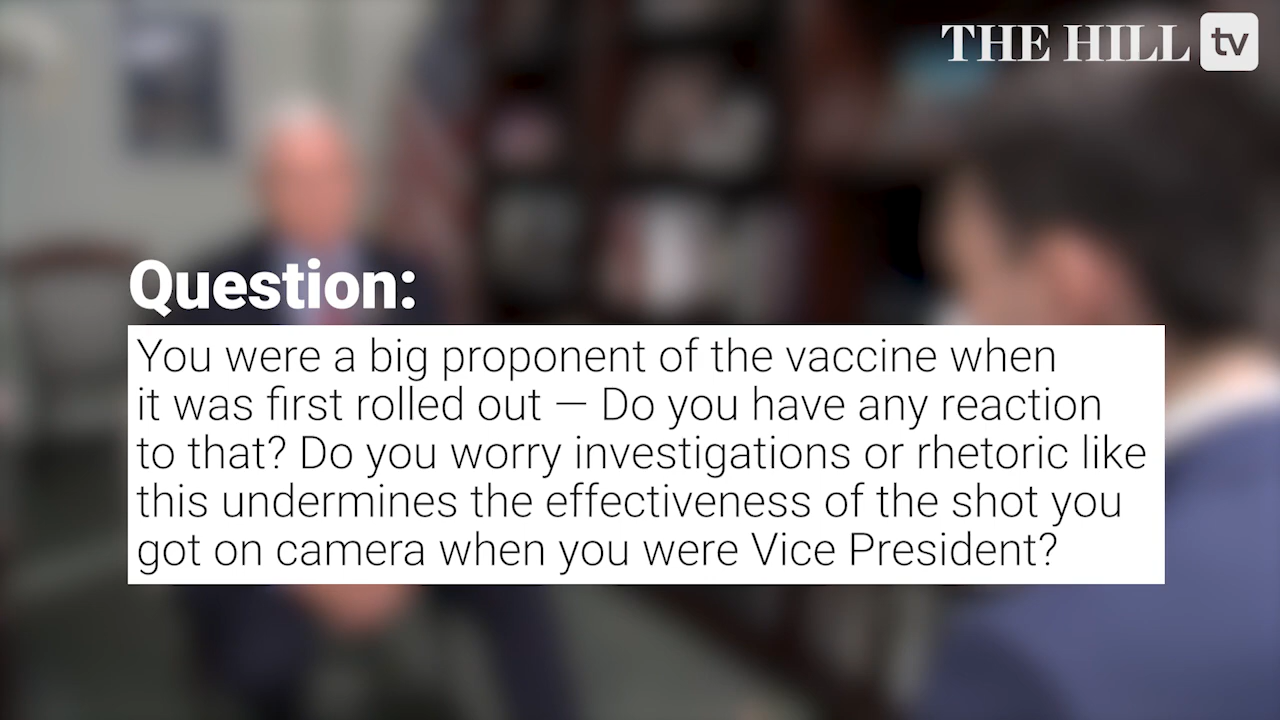 THE HILL tv
Question:
You were a big proponent of the vaccine when
it was first rolled out — Do you have any reaction
to that? Do you worry investigations or rhetoric like
this undermines the effectiveness of the shot you
got on camera when you were Vice President?